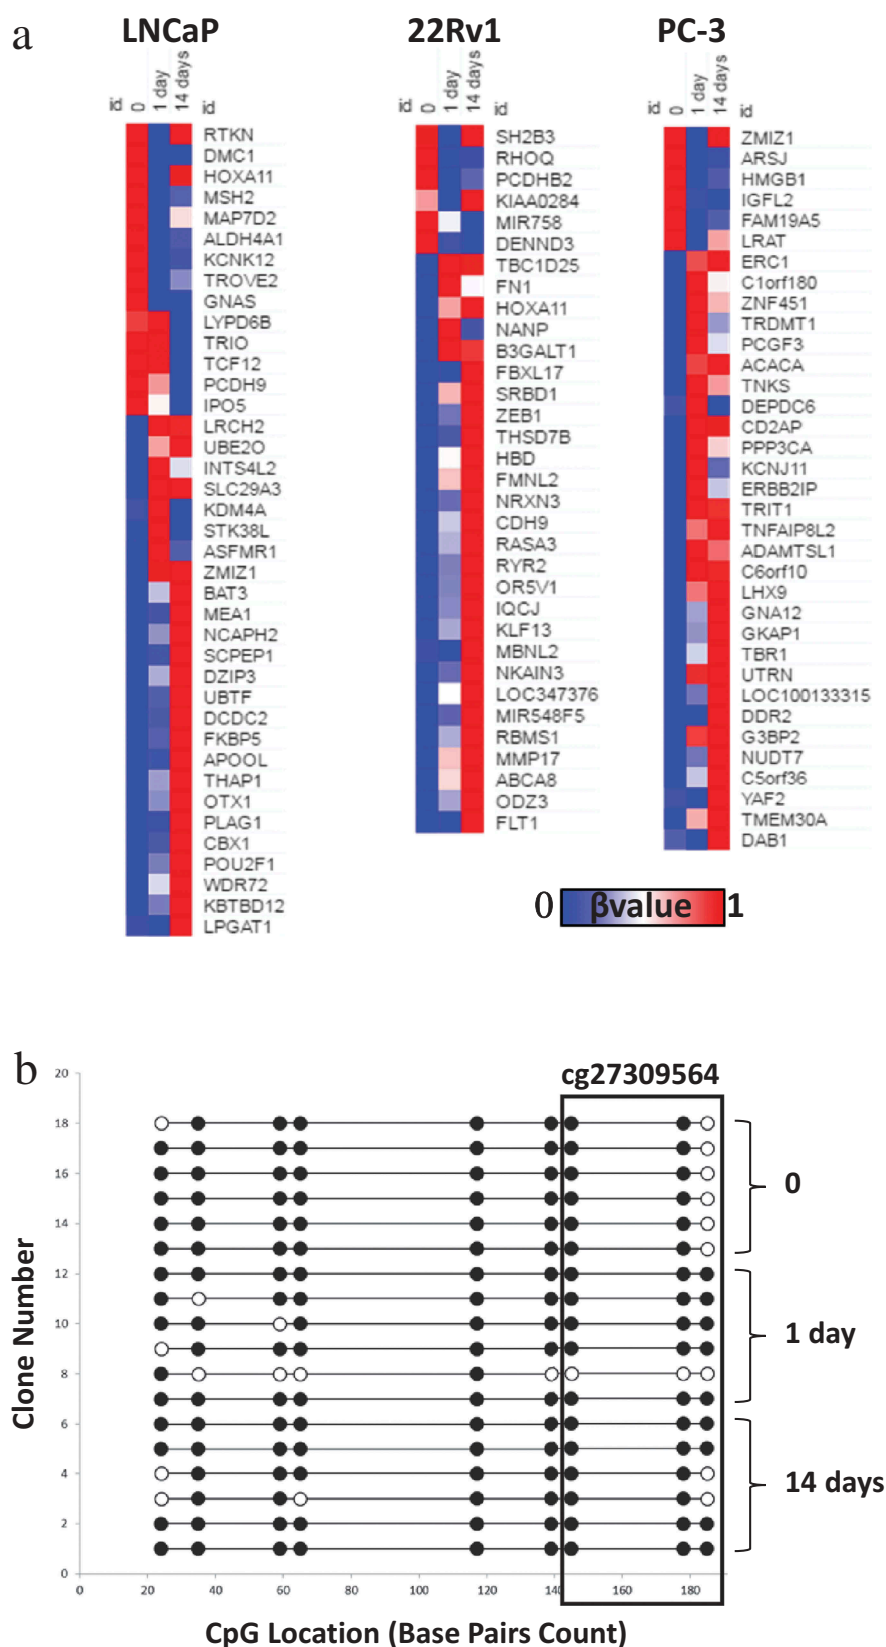 a
LNCaP
id:
0
1 day
14 days
id:
RTKN
DMC1
HOXA11
MSH2
MAP7D2
ALDH4A1
KCNK12
TROVE2
GNAS
LYPD6B
TRIO
TCF12
PCDH9
IPO5
LRCH2
UBE2O
INTS4L2
SLC29A3
KDM4A
STK38L
ASFMR1
ZMIZ1
BAT3
MEA1
NCAPH2
SCPEP1
DZIP3
UBTF
DCDC2
FKBP5
APOOL
THAP1
OTX1
PLAG1
CBX1
POU2F1
WDR72
KBTBD12
LPGAT1
22Rv1
id:
0
1 day
14 days
id:
SH2B3
RHOQ
PCDHB2
KIAA0284
MIR758
DENND3
TBC1D25
FN1
HOXA11
NANP
B3GALT1
FBXL17
SRBD1
ZEB1
THSD7B
HBD
FMNL2
NRXN3
CDH9
RASA3
RYR2
OR5V1
IQCJ
KLF13
MBNL2
NKAIN3
LOC347376
MIR548F5
RBMS1
MMP17
ABCA8
ODZ3
FLT1
PC-3
id:
0
1 day
14 days
id:
ZMIZ1
ARSJ
HMGB1
IGFL2
FAM19A5
LRAT
ERC1
C1orf180
ZNF451
TRDMT1
PCGF3
ACACA
TNKS
DEPDC6
CD2AP
PPP3CA
KCNJ11
ERBB2IP
TRIT1
TNFAIP8L2
ADAMTSL1
C6orf10
LHX9
GNA12
GKAP1
TBR1
UTRN
LOC100133315
DDR2
G3BP2
NUDT7
C5orf36
YAF2
TMEM30A
DAB1
0 βvalue 1
b
cg27309564
Clone Number
20
18
16
14
12
10
8
6
4
2
0
0
1 day
14 days
0 20 40 60 80 100 120 140 160 180
CpG Location (Base Pairs Count)